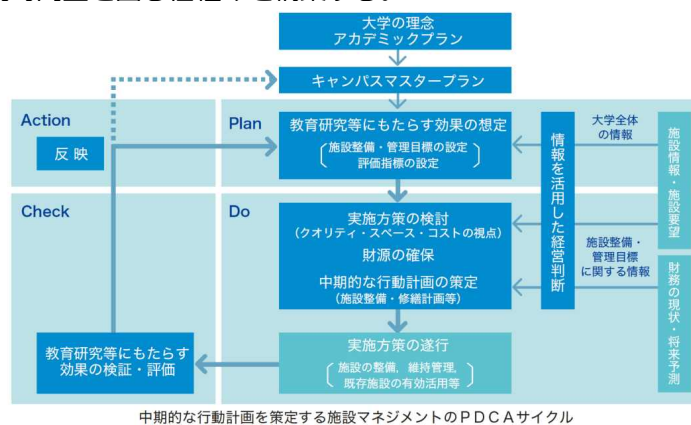 大学の理念
アカデミックプラン
キャンパスマスタープラン
Action
反 映
Plan
教育研究等にもたらす効果の想定
施設整備・管理目標の設定
評価指標の設定
情報を活用した経営判断
大学全体
の情報
施設情報・施設要望
Check
Do
実施方策の検討
(クオリティ・スペース・コストの視点)
財源の確保
中期的な行動計画の策定
(施設整備・修繕計画等)
施設整備・
管理目標
に関する情報
財務の現状・将来予測
教育研究等にもたらす
効果の検証・評価
実施方策の遂行
施設の整備，維持管理，
既存施設の有効活用等
中期的な行動計画を策定する施設マネジメントのPDCAサイクル